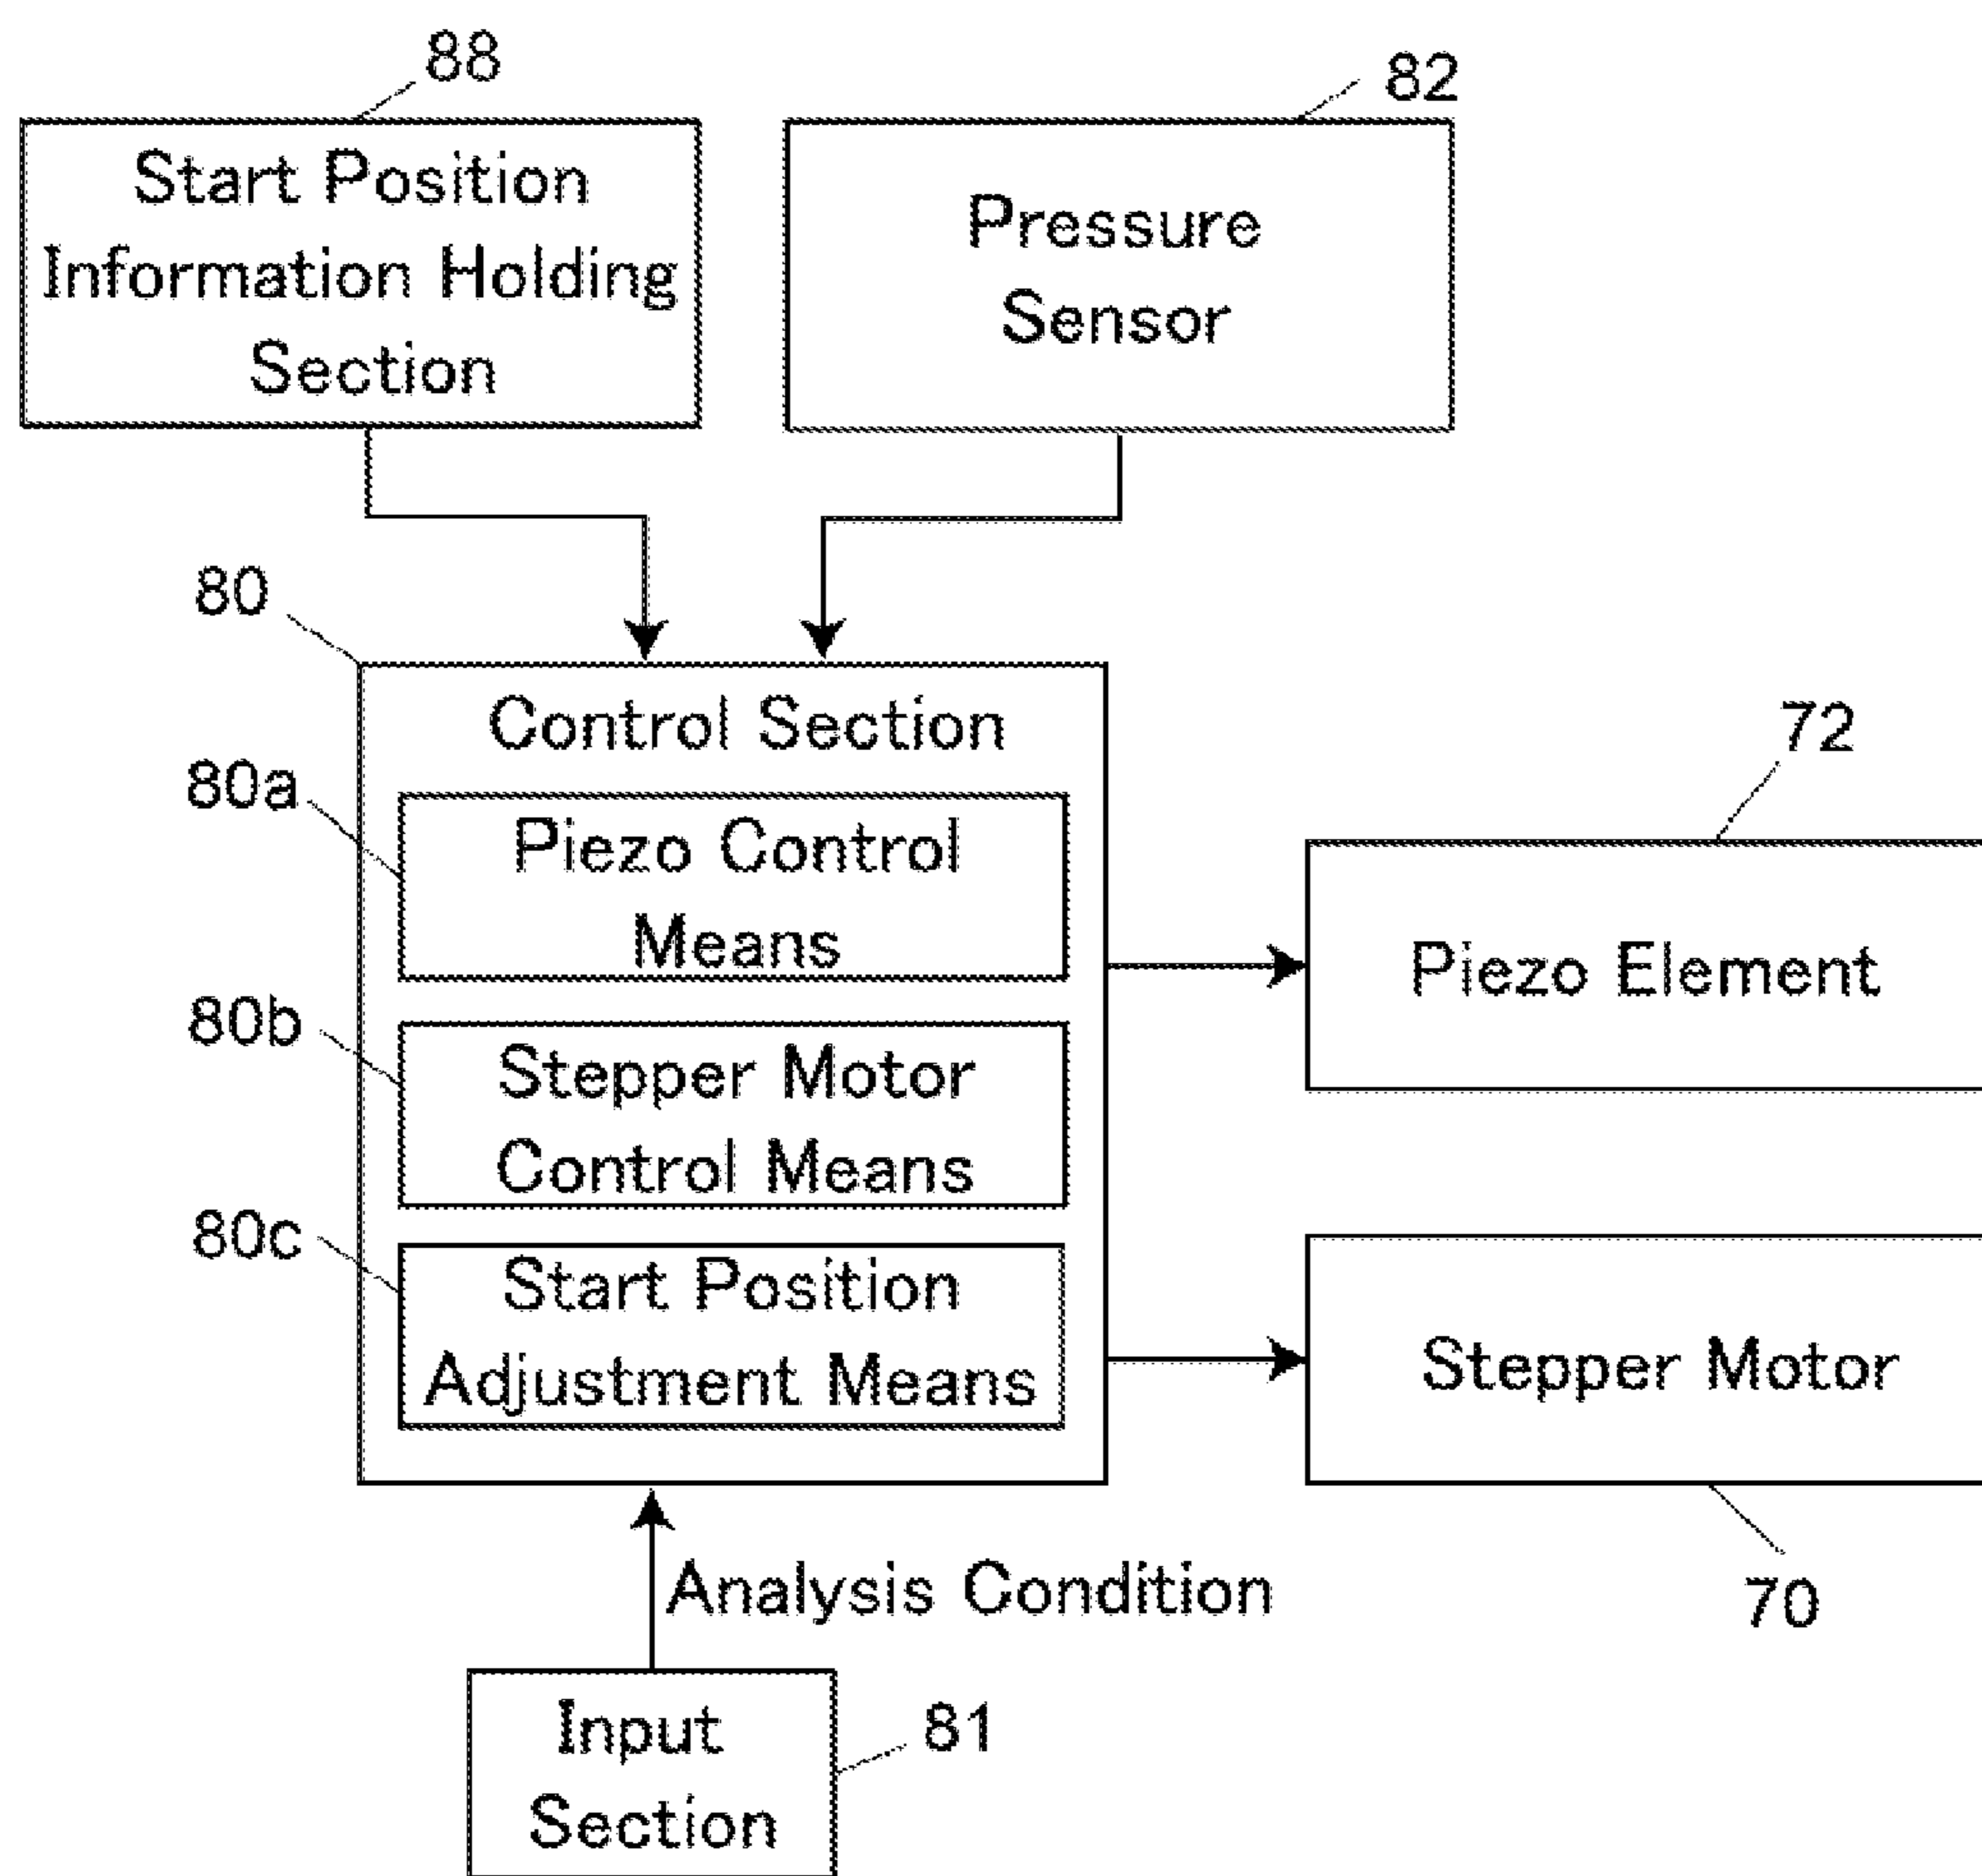 88
82
Start Position
Information Holding
Section
Pressure
Sensor
80
Control Section
72
80a
Piezo Control
Means
Piezo Element
80b
Stepper Motor
Control Means
80c
Start Position
Adjustment Means
Stepper Motor
Analysis Condition
70
Input
Section
81